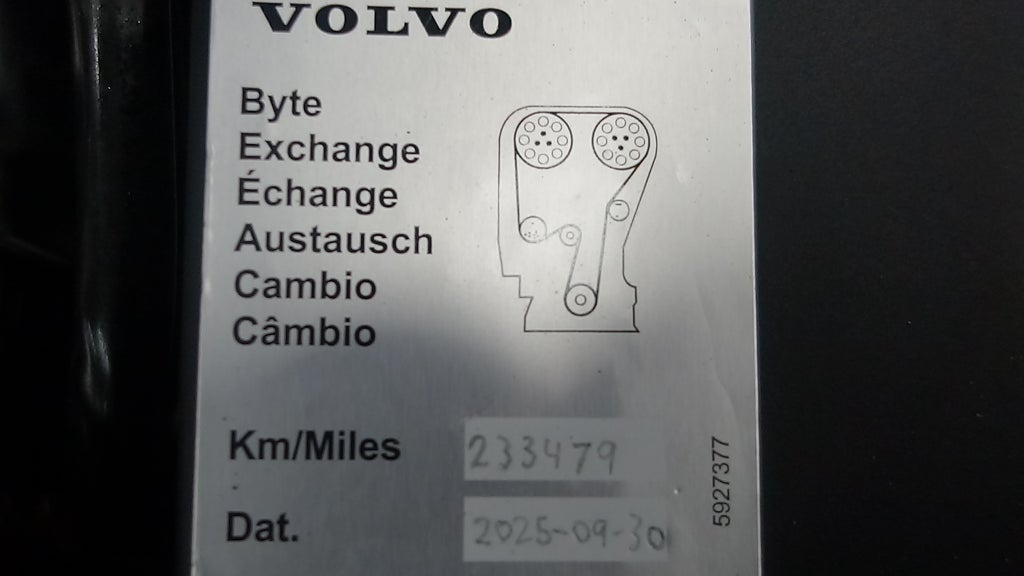 VOLVO
Byte
Exchange
Échange
Austausch
Cambio
Câmbio
Km/Miles 233479
Dat. 2025-09-30
5927377